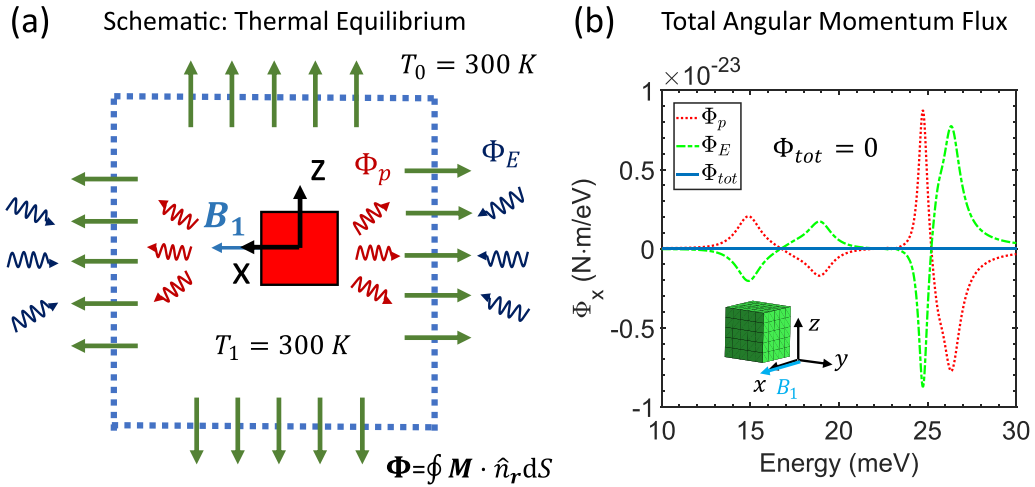 (a) Schematic: Thermal Equilibrium
T₀ = 300 K
Φ_E
Φ_p
Z
B₁
X
T₁ = 300 K
Φ=∮ M · n̂_r dS
(b) Total Angular Momentum Flux
×10⁻²³
1
0.5
0
-0.5
-1
Φₓ (N·m/eV)
Φ_p
Φ_E
Φ_tot
Φ_tot = 0
z
y
x
B₁
10 15 20 25 30
Energy (meV)